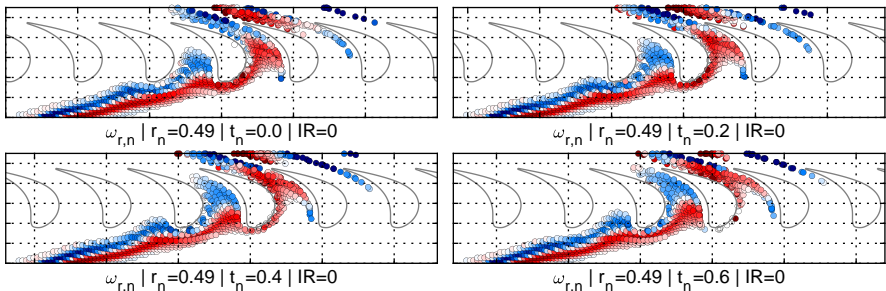 ω_{r,n} | r_n=0.49 | t_n=0.0 | IR=0
ω_{r,n} | r_n=0.49 | t_n=0.2 | IR=0
ω_{r,n} | r_n=0.49 | t_n=0.4 | IR=0
ω_{r,n} | r_n=0.49 | t_n=0.6 | IR=0